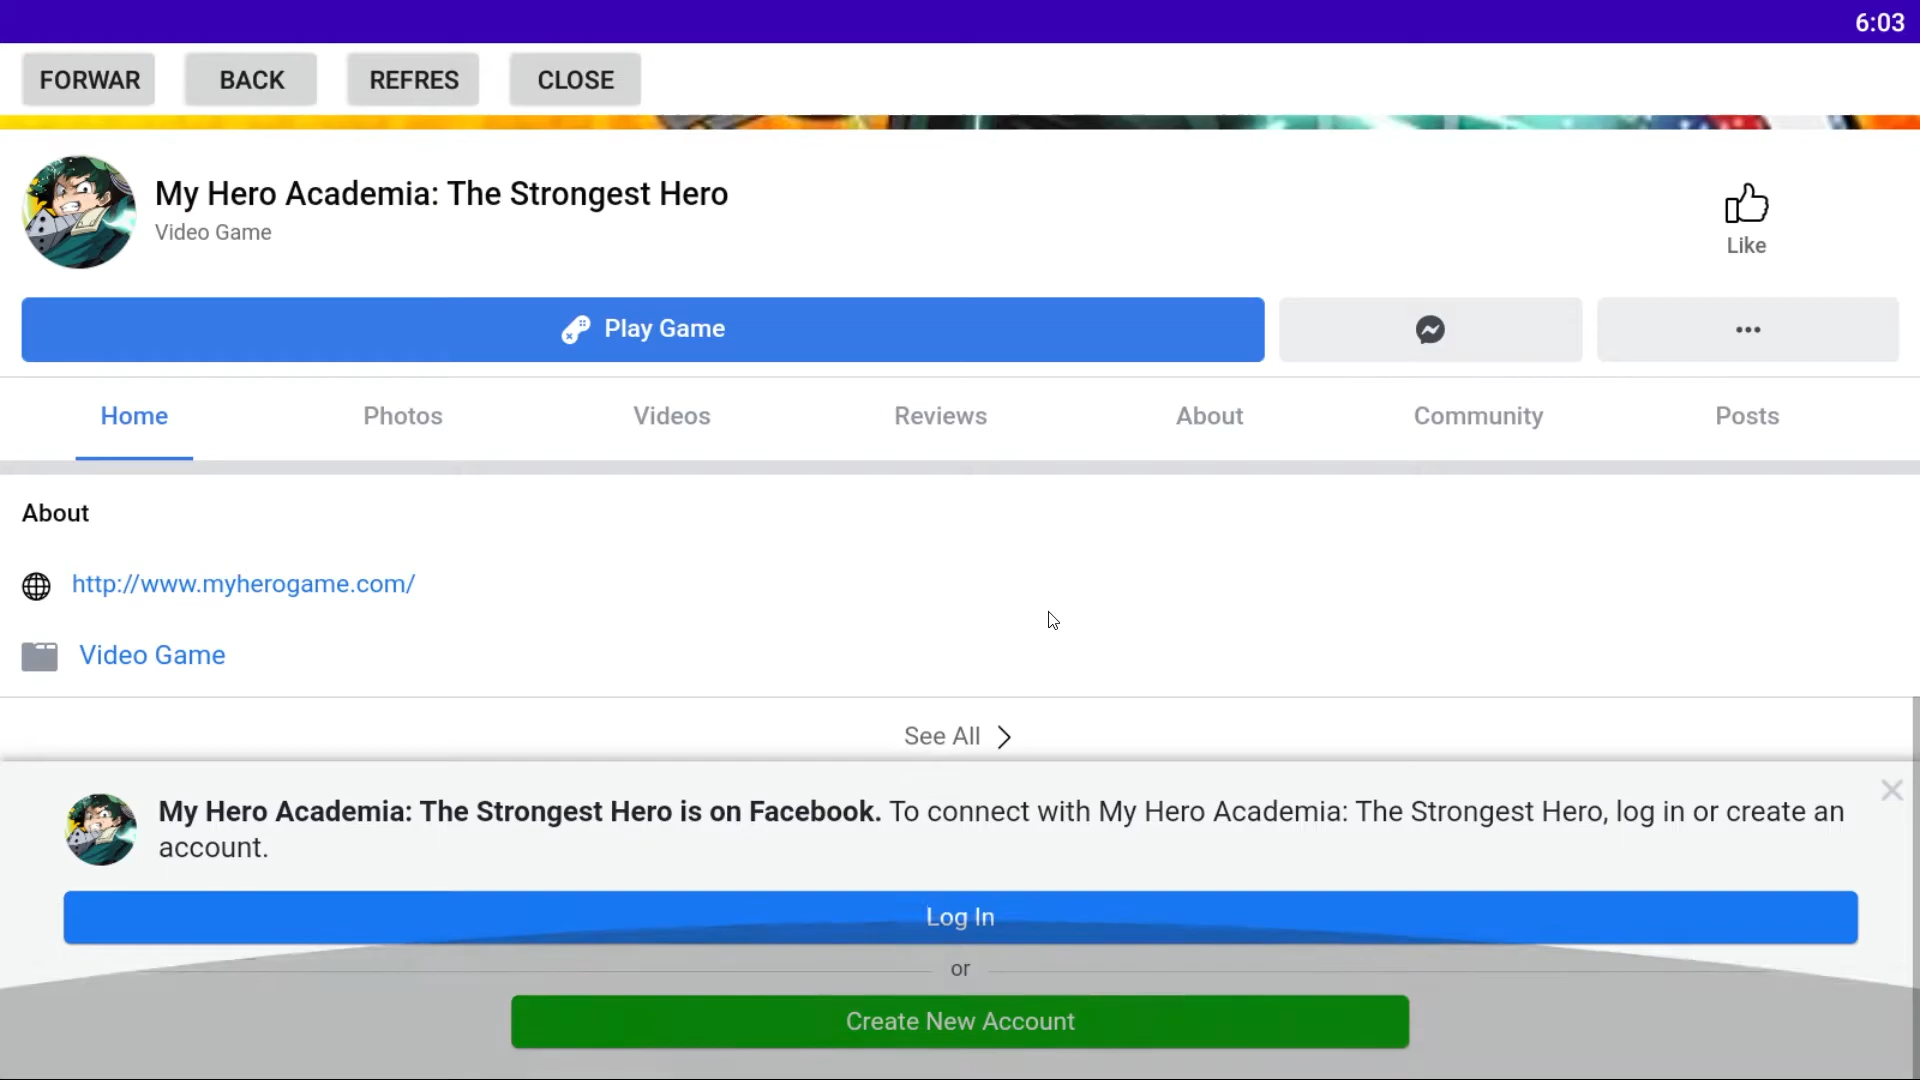 6:03
FORWAR
BACK
REFRES
CLOSE
My Hero Academia: The Strongest Hero
Video Game
Like
Play Game
Home
Photos
Videos
Reviews
About
Community
Posts
About
http://www.myherogame.com/
Video Game
See All
My Hero Academia: The Strongest Hero is on Facebook. To connect with My Hero Academia: The Strongest Hero, log in or create an
account.
Log In
or
Create New Account